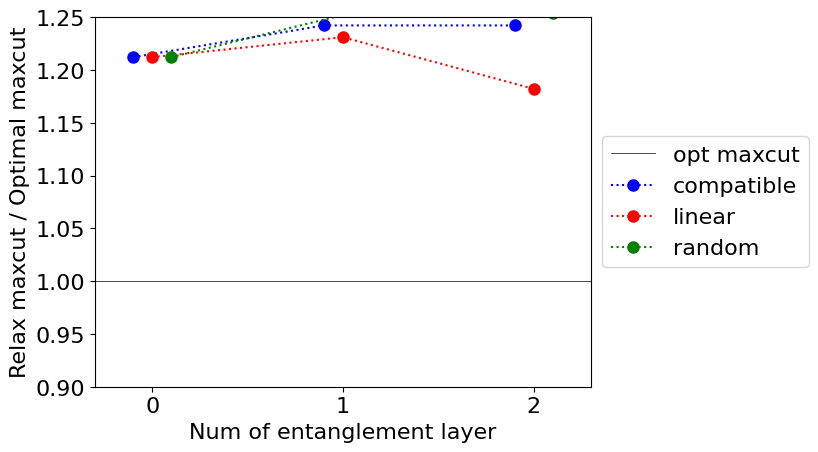 Relax maxcut / Optimal maxcut
1.25
1.20
1.15
1.10
1.05
1.00
0.95
0.90
0
1
2
Num of entanglement layer
opt maxcut
compatible
linear
random